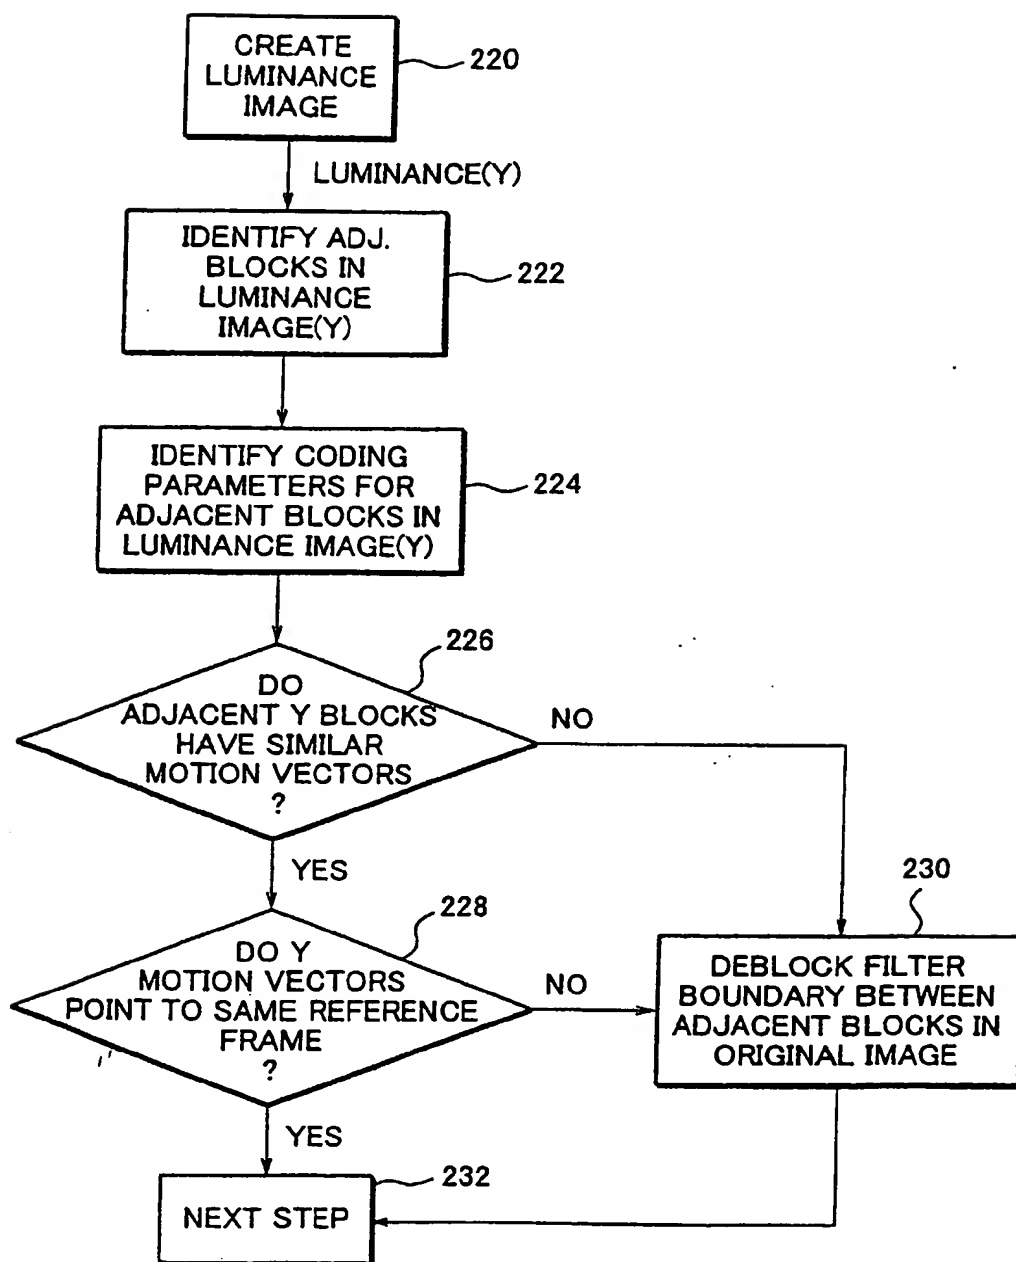 CREATE
LUMINANCE
IMAGE
220
LUMINANCE(Y)
IDENTIFY ADJ.
BLOCKS IN
LUMINANCE
IMAGE(Y)
222
IDENTIFY CODING
PARAMETERS FOR
ADJACENT BLOCKS IN
LUMINANCE IMAGE(Y)
224
226
DO
ADJACENT Y BLOCKS
HAVE SIMILAR
MOTION VECTORS
?
NO
YES
228
DO Y
MOTION VECTORS
POINT TO SAME REFERENCE
FRAME
?
NO
230
DEBLOCK FILTER
BOUNDARY BETWEEN
ADJACENT BLOCKS IN
ORIGINAL IMAGE
YES
232
NEXT STEP